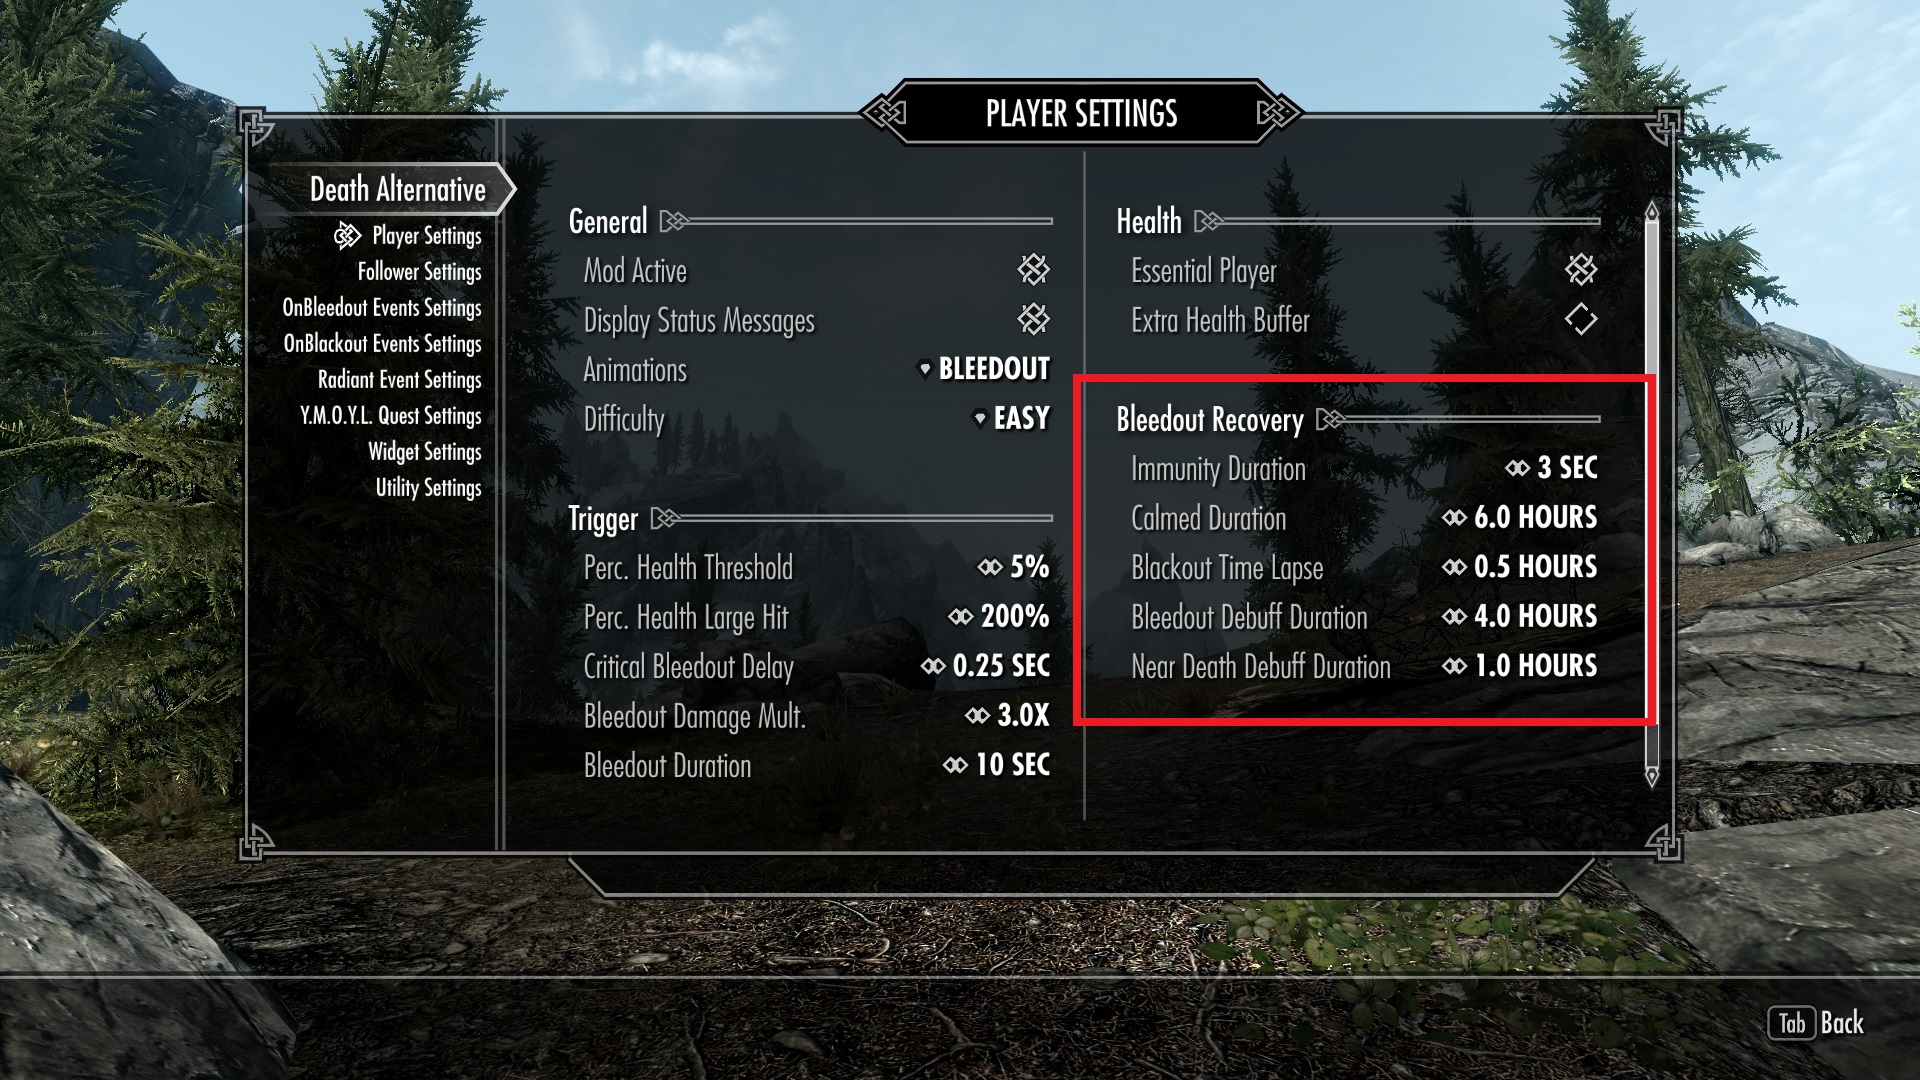 PLAYER SETTINGS
Death Alternative
Player Settings
Follower Settings
OnBleedout Events Settings
OnBlackout Events Settings
Radiant Event Settings
Y.M.O.Y.L. Quest Settings
Widget Settings
Utility Settings
General
Mod Active
Display Status Messages
Animations BLEEDOUT
Difficulty EASY
Trigger
Perc. Health Threshold 5%
Perc. Health Large Hit 200%
Critical Bleedout Delay 0.25 SEC
Bleedout Damage Mult. 3.0X
Bleedout Duration 10 SEC
Health
Essential Player
Extra Health Buffer
Bleedout Recovery
Immunity Duration 3 SEC
Calmed Duration 6.0 HOURS
Blackout Time Lapse 0.5 HOURS
Bleedout Debuff Duration 4.0 HOURS
Near Death Debuff Duration 1.0 HOURS
Tab Back